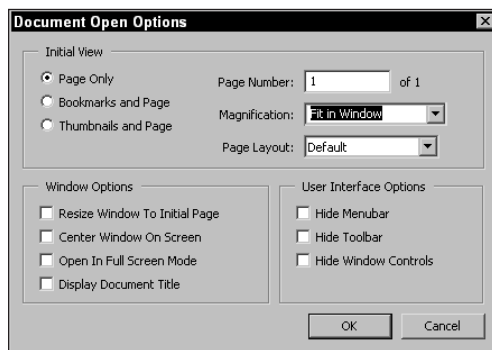 Document Open Options
Initial View
Page Only
Bookmarks and Page
Thumbnails and Page
Page Number: 1 of 1
Magnification: Fit in Window
Page Layout: Default
Window Options
Resize Window To Initial Page
Center Window On Screen
Open In Full Screen Mode
Display Document Title
User Interface Options
Hide Menubar
Hide Toolbar
Hide Window Controls
OK
Cancel